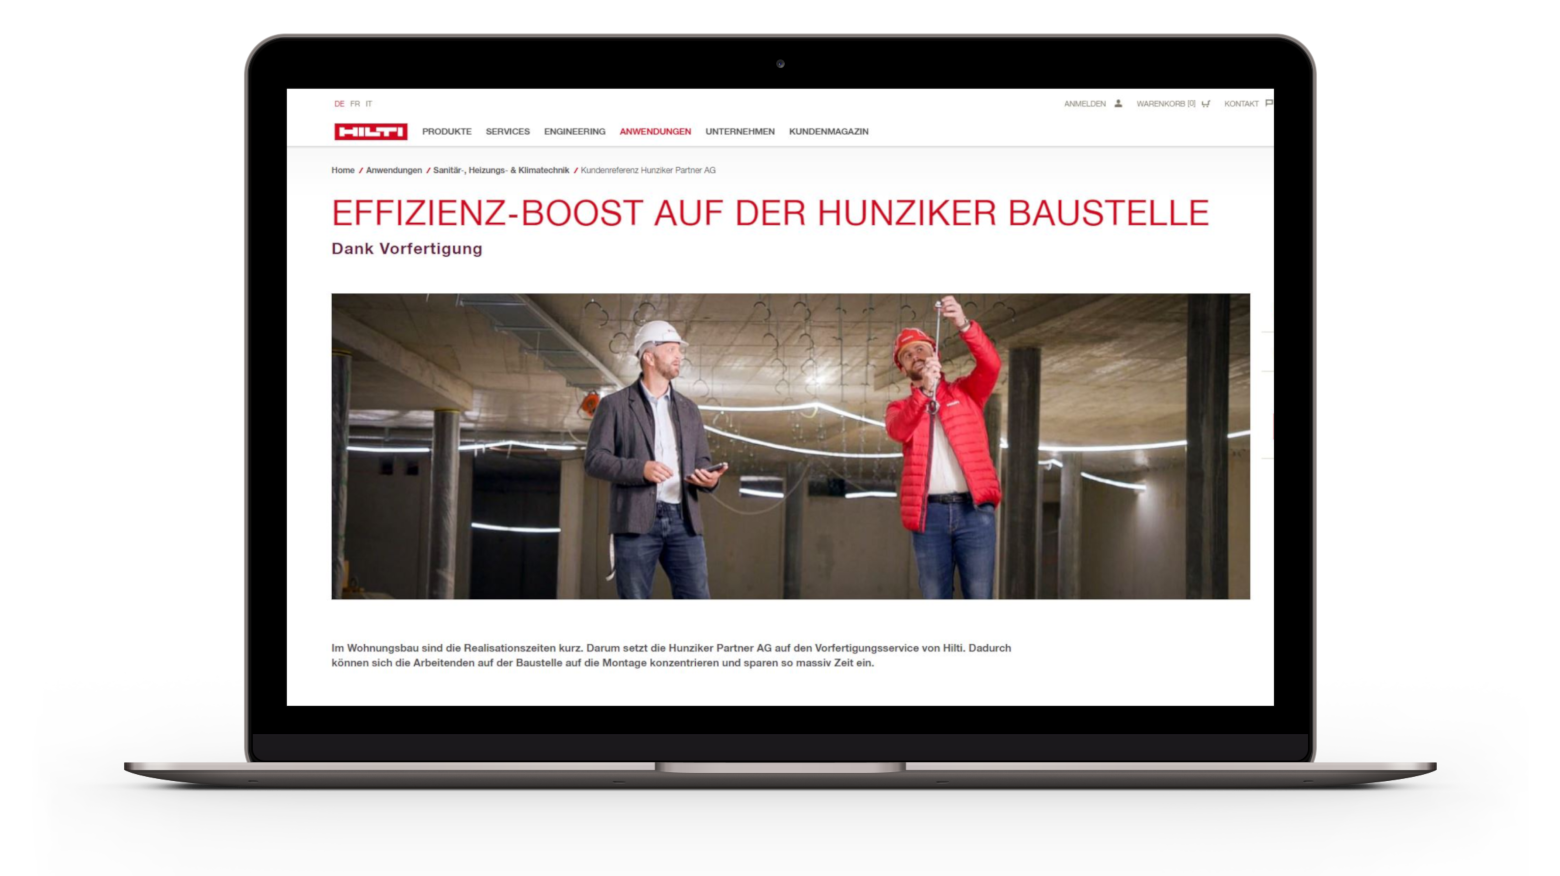 DE FR IT
ANMELDEN WARENKORB [0] KONTAKT
HILTI PRODUKTE SERVICES ENGINEERING ANWENDUNGEN UNTERNEHMEN KUNDENMAGAZIN
Home / Anwendungen / Sanitär-, Heizungs- & Klimatechnik / Kundenreferenz Hunziker Partner AG
EFFIZIENZ-BOOST AUF DER HUNZIKER BAUSTELLE
Dank Vorfertigung
Im Wohnungsbau sind die Realisationszeiten kurz. Darum setzt die Hunziker Partner AG auf den Vorfertigungsservice von Hilti. Dadurch
können sich die Arbeitenden auf der Baustelle auf die Montage konzentrieren und sparen so massiv Zeit ein.